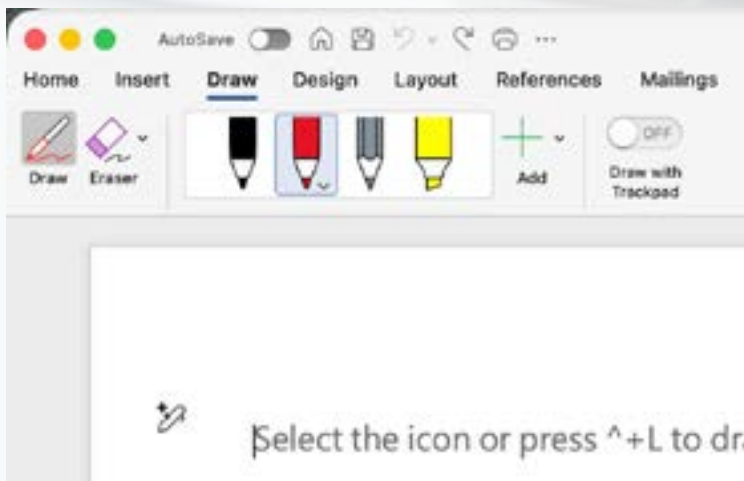 AutoSave
Home Insert Draw Design Layout References Mailings
Draw Eraser Add OFF Draw with
Trackpad
Select the icon or press ^+L to dra